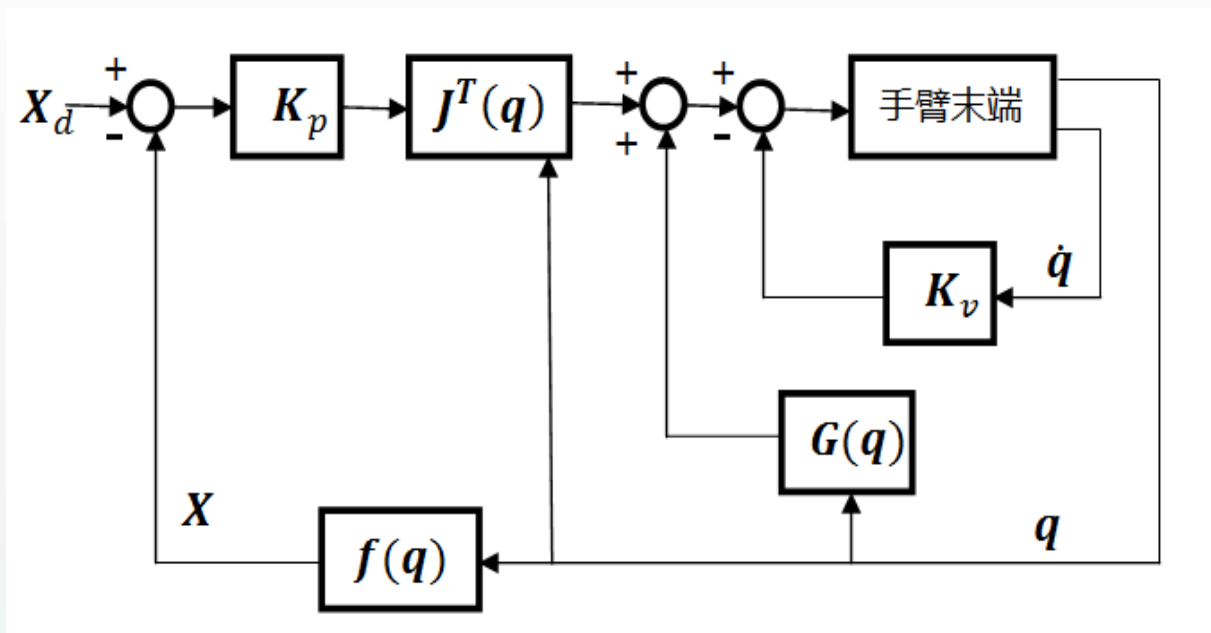 +
X_d
-
K_p
J^T(q)
+
+
+
-
手臂末端
K_v
q̇
G(q)
X
f(q)
q